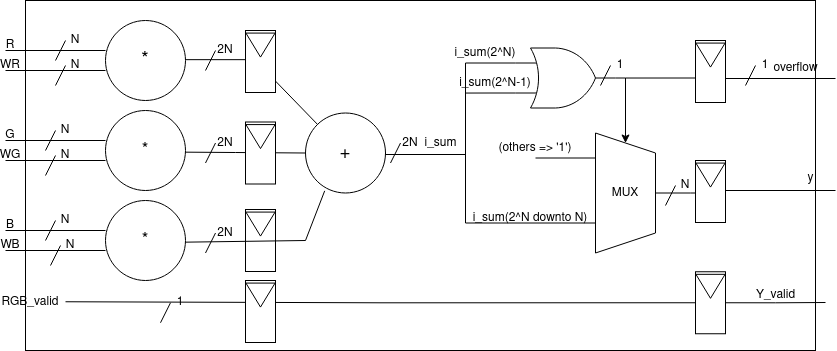 R
N
WR
N
*
2N
G
N
WG
N
*
2N
B
N
WB
N
*
2N
RGB_valid
1
+
2N
i_sum
i_sum(2^N)
i_sum(2^N-1)
1
(others => '1')
i_sum(2^N downto N)
MUX
N
1
overflow
y
Y_valid